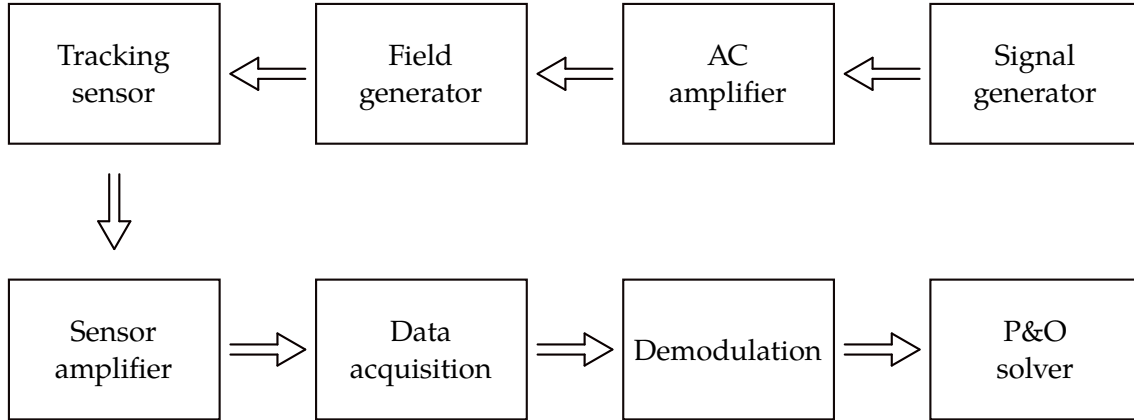 Tracking
sensor
Field
generator
AC
amplifier
Signal
generator
Sensor
amplifier
Data
acquisition
Demodulation
P&O
solver